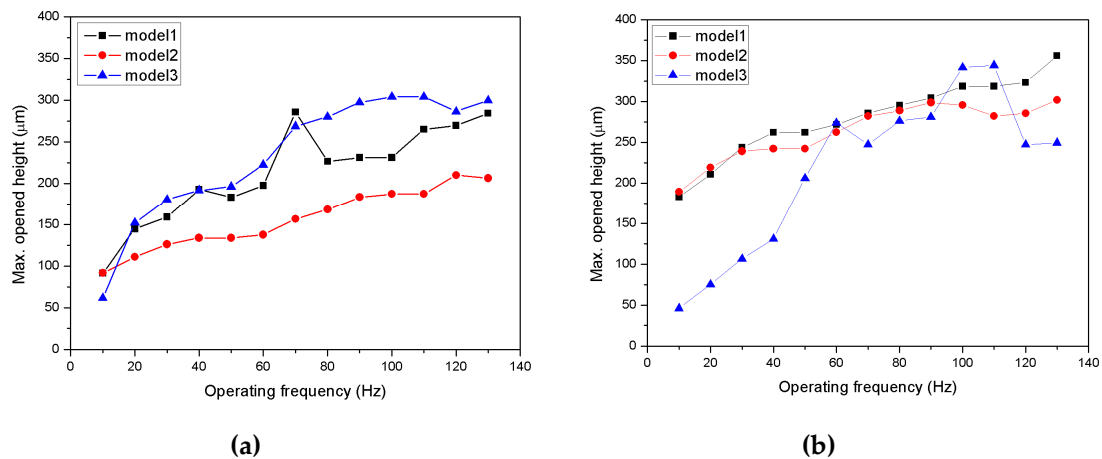 400
350
300
250
200
150
100
50
0
Max. opened height (μm)
model1
model2
model3
0 20 40 60 80 100 120 140
Operating frequency (Hz)
(a)
400
350
300
250
200
150
100
50
0
Max. opened height (μm)
model1
model2
model3
0 20 40 60 80 100 120 140
Operating frequency (Hz)
(b)